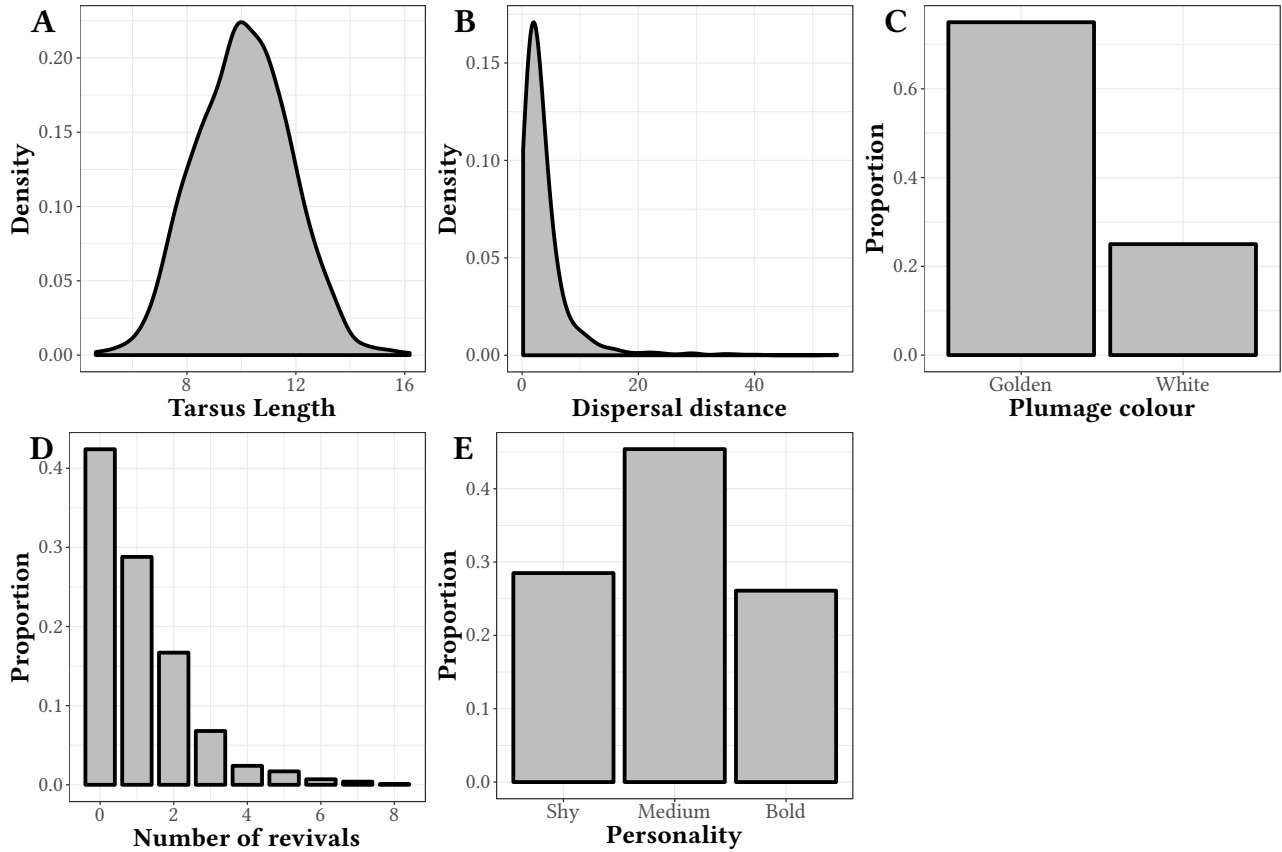 A
Density
0.20
0.15
0.10
0.05
0.00
8 12 16
Tarsus Length
B
Density
0.15
0.10
0.05
0.00
0 20 40
Dispersal distance
C
Proportion
0.6
0.4
0.2
0.0
Golden White
Plumage colour
D
Proportion
0.4
0.3
0.2
0.1
0.0
0 2 4 6 8
Number of revivals
E
Proportion
0.4
0.3
0.2
0.1
0.0
Shy Medium Bold
Personality